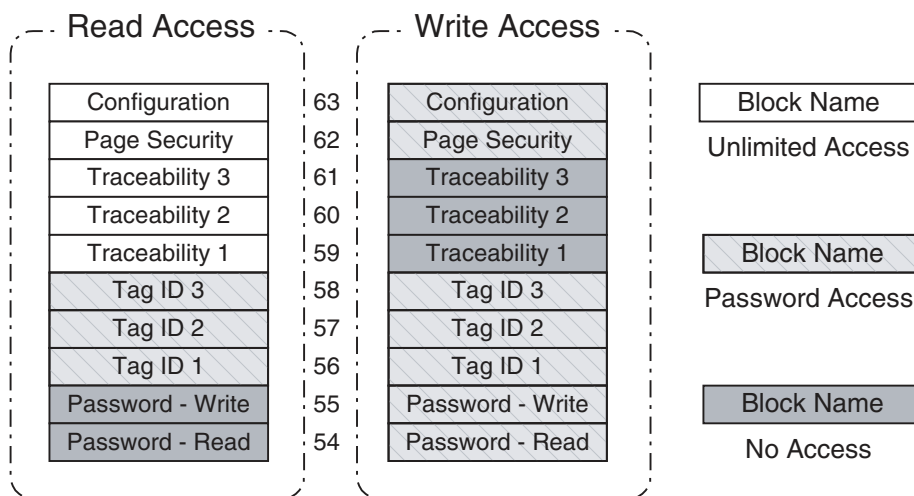 Read Access
Write Access
Configuration 63 Configuration Block Name
Page Security 62 Page Security Unlimited Access
Traceability 3 61 Traceability 3
Traceability 2 60 Traceability 2
Traceability 1 59 Traceability 1 Block Name
Tag ID 3 58 Tag ID 3 Password Access
Tag ID 2 57 Tag ID 2
Tag ID 1 56 Tag ID 1
Password - Write 55 Password - Write Block Name
Password - Read 54 Password - Read No Access